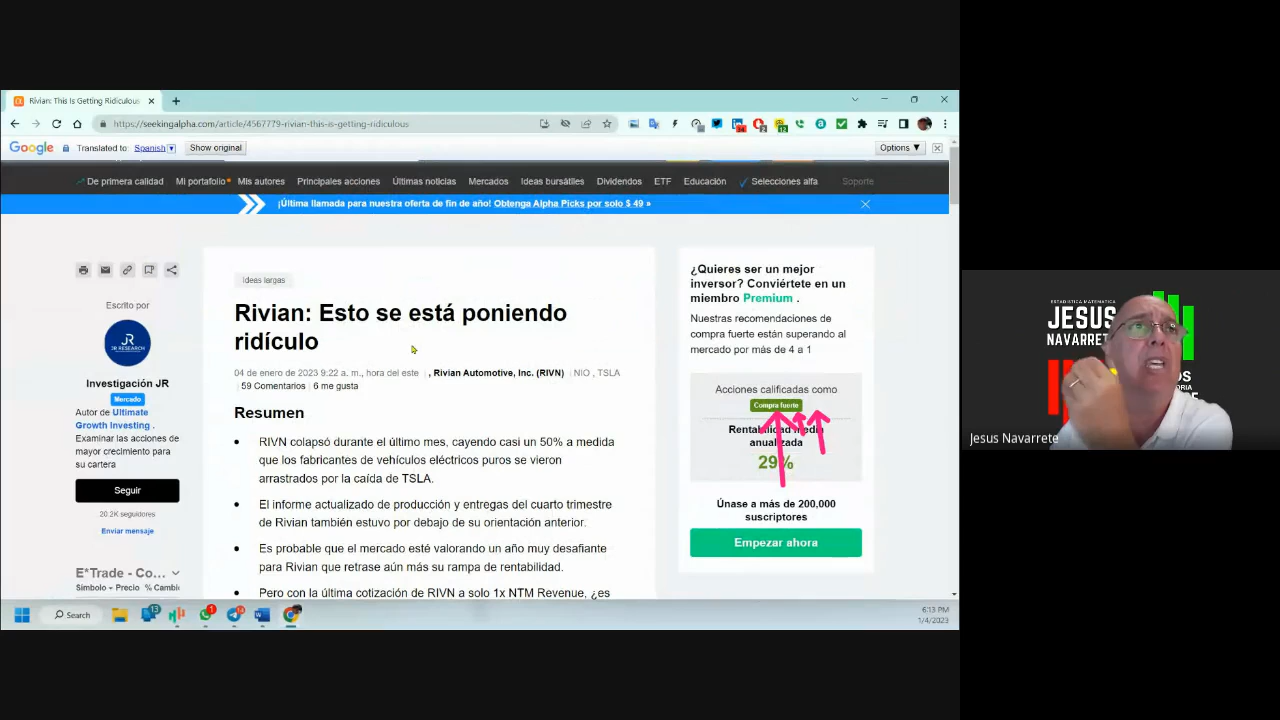 Rivian: This Is Getting Ridiculous
https://seekingalpha.com/article/4567779-rivian-this-is-getting-ridiculous
Google Translated to: Spanish Show original Options
De primera calidad Mi portafolio Mis autores Principales acciones Últimas noticias Mercados Ideas bursátiles Dividendos ETF Educación Selecciones alfa Soporte
¡Última llamada para nuestra oferta de fin de año! Obtenga Alpha Picks por solo $ 49 »
Escrito por
JR
JR RESEARCH
Investigación JR
Mercado
Autor de Ultimate
Growth Investing .
Examinar las acciones de
mayor crecimiento para
su cartera
Seguir
20.2K seguidores
Enviar mensaje
E*Trade - Co...
Símbolo Precio % Cambi
Ideas largas
Rivian: Esto se está poniendo
ridículo
04 de enero de 2023 9:22 a. m., hora del este , Rivian Automotive, Inc. (RIVN) NIO , TSLA
59 Comentarios 6 me gusta
Resumen
RIVN colapsó durante el último mes, cayendo casi un 50% a medida
que los fabricantes de vehículos eléctricos puros se vieron
arrastrados por la caída de TSLA.
El informe actualizado de producción y entregas del cuarto trimestre
de Rivian también estuvo por debajo de su orientación anterior.
Es probable que el mercado esté valorando un año muy desafiante
para Rivian que retrase aún más su rampa de rentabilidad.
Pero con la última cotización de RIVN a solo 1x NTM Revenue, ¿es
¿Quieres ser un mejor
inversor? Conviértete en un
miembro Premium .
Nuestras recomendaciones de
compra fuerte están superando al
mercado por más de 4 a 1
Acciones calificadas como
Compra fuerte
Rentabilidad media
anualizada
29%
Únase a más de 200,000
suscriptores
Empezar ahora
Search
6:13 PM
1/4/2023
ESTADISTICA MATEMATICA
JESUS
NAVARRET
Jesus Navarrete